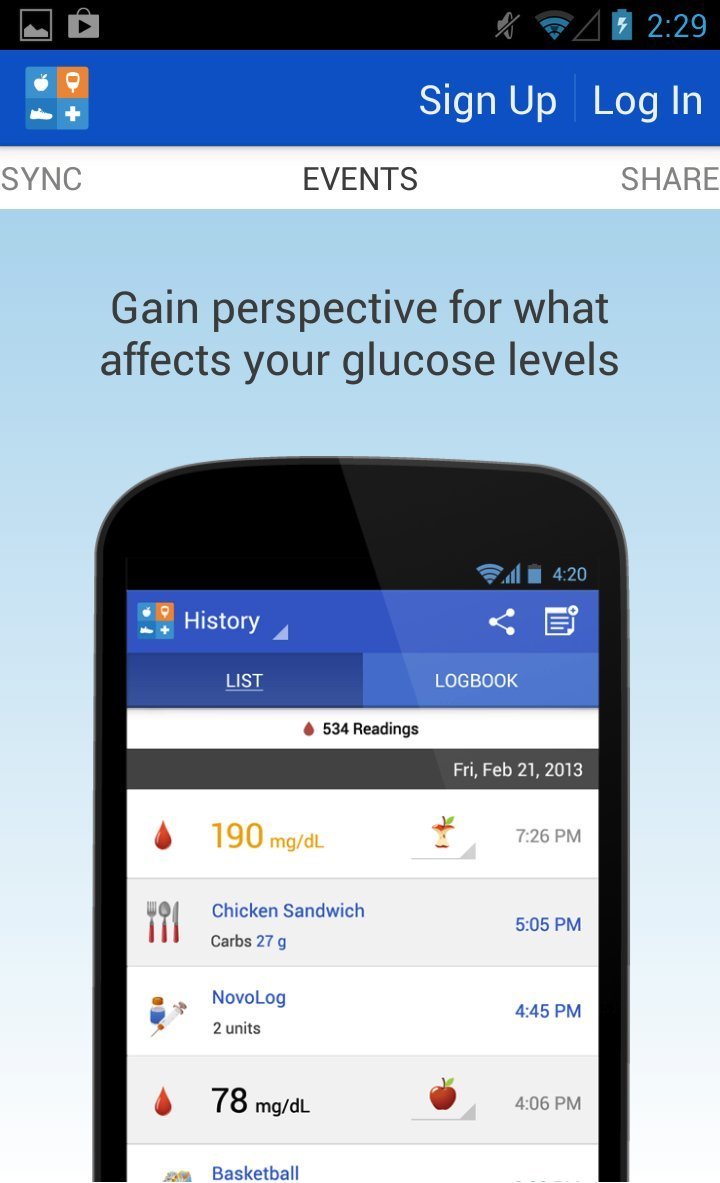 2:29
Sign Up
Log In
SYNC
EVENTS
SHARE
Gain perspective for what
affects your glucose levels
4:20
History
LIST
LOGBOOK
534 Readings
Fri, Feb 21, 2013
190 mg/dL
7:26 PM
Chicken Sandwich
Carbs 27 g
5:05 PM
NovoLog
2 units
4:45 PM
78 mg/dL
4:06 PM
Basketball